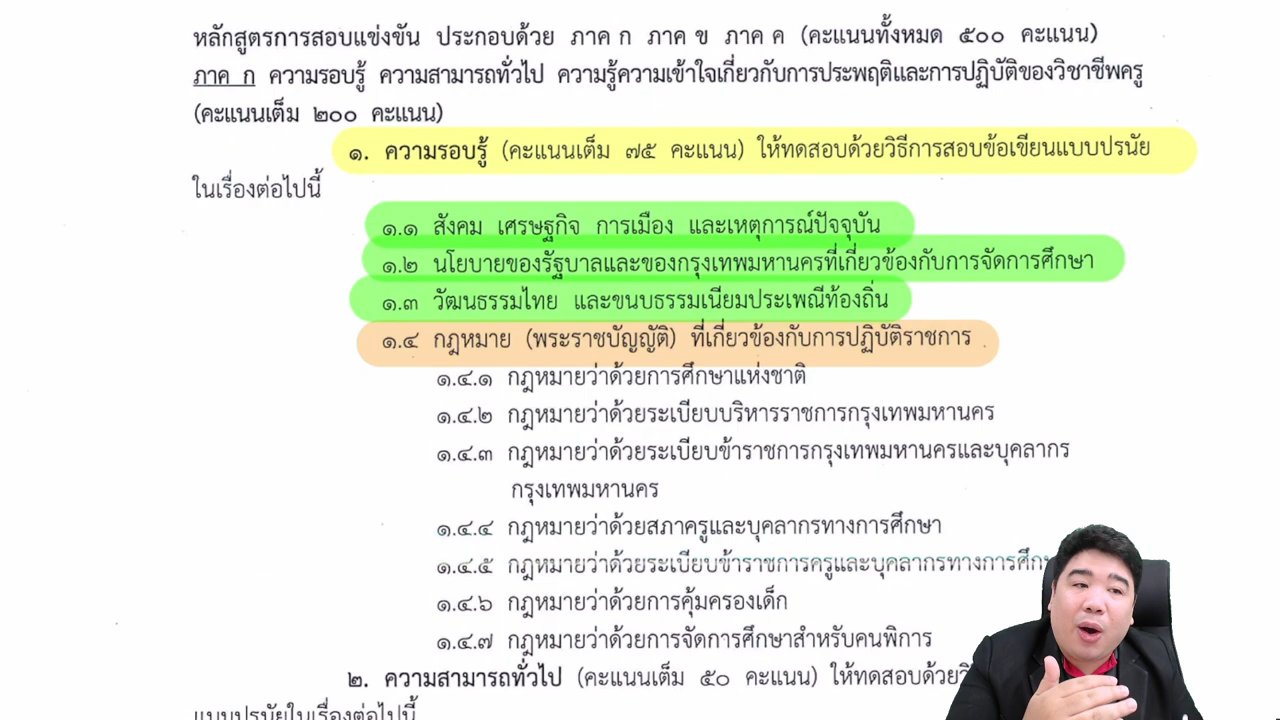 หลักสูตรการสอบแข่งขัน ประกอบด้วย ภาค ก ภาค ข ภาค ค (คะแนนทั้งหมด ๕๐๐ คะแนน)
ภาค ก ความรอบรู้ ความสามารถทั่วไป ความรู้ความเข้าใจเกี่ยวกับการประพฤติและการปฏิบัติของวิชาชีพครู
(คะแนนเต็ม ๒๐๐ คะแนน)
๑. ความรอบรู้ (คะแนนเต็ม ๗๕ คะแนน) ให้ทดสอบด้วยวิธีการสอบข้อเขียนแบบปรนัย
ในเรื่องต่อไปนี้
๑.๑ สังคม เศรษฐกิจ การเมือง และเหตุการณ์ปัจจุบัน
๑.๒ นโยบายของรัฐบาลและของกรุงเทพมหานครที่เกี่ยวข้องกับการจัดการศึกษา
๑.๓ วัฒนธรรมไทย และขนบธรรมเนียมประเพณีท้องถิ่น
๑.๔ กฎหมาย (พระราชบัญญัติ) ที่เกี่ยวข้องกับการปฏิบัติราชการ
๑.๔.๑ กฎหมายว่าด้วยการศึกษาแห่งชาติ
๑.๔.๒ กฎหมายว่าด้วยระเบียบบริหารราชการกรุงเทพมหานคร
๑.๔.๓ กฎหมายว่าด้วยระเบียบข้าราชการกรุงเทพมหานครและบุคลากร
กรุงเทพมหานคร
๑.๔.๔ กฎหมายว่าด้วยสภาครูและบุคลากรทางการศึกษา
๑.๔.๕ กฎหมายว่าด้วยระเบียบข้าราชการครูและบุคลากรทางการศึก
๑.๔.๖ กฎหมายว่าด้วยการคุ้มครองเด็ก
๑.๔.๗ กฎหมายว่าด้วยการจัดการศึกษาสำหรับคนพิการ
๒. ความสามารถทั่วไป (คะแนนเต็ม ๕๐ คะแนน) ให้ทดสอบด้วย
แบบปรนัยในเรื่องต่อไปนี้